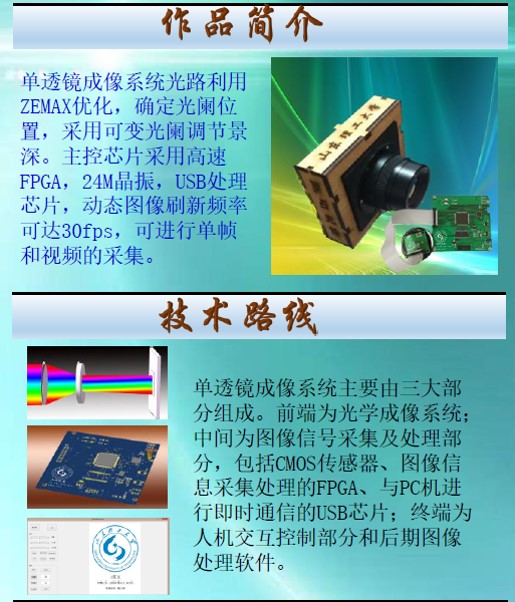 作品简介
单透镜成像系统光路利用
ZEMAX优化，确定光阑位
置，采用可变光阑调节景
深。主控芯片采用高速
FPGA，24M晶振，USB处理
芯片，动态图像刷新频率
可达30fps，可进行单帧
和视频的采集。
山东理工大学
技术路线
单透镜成像系统主要由三大部
分组成。前端为光学成像系统；
中间为图像信号采集及处理部
分，包括CMOS传感器、图像信
息采集处理的FPGA、与PC机进
行即时通信的USB芯片；终端为
人机交互控制部分和后期图像
处理软件。